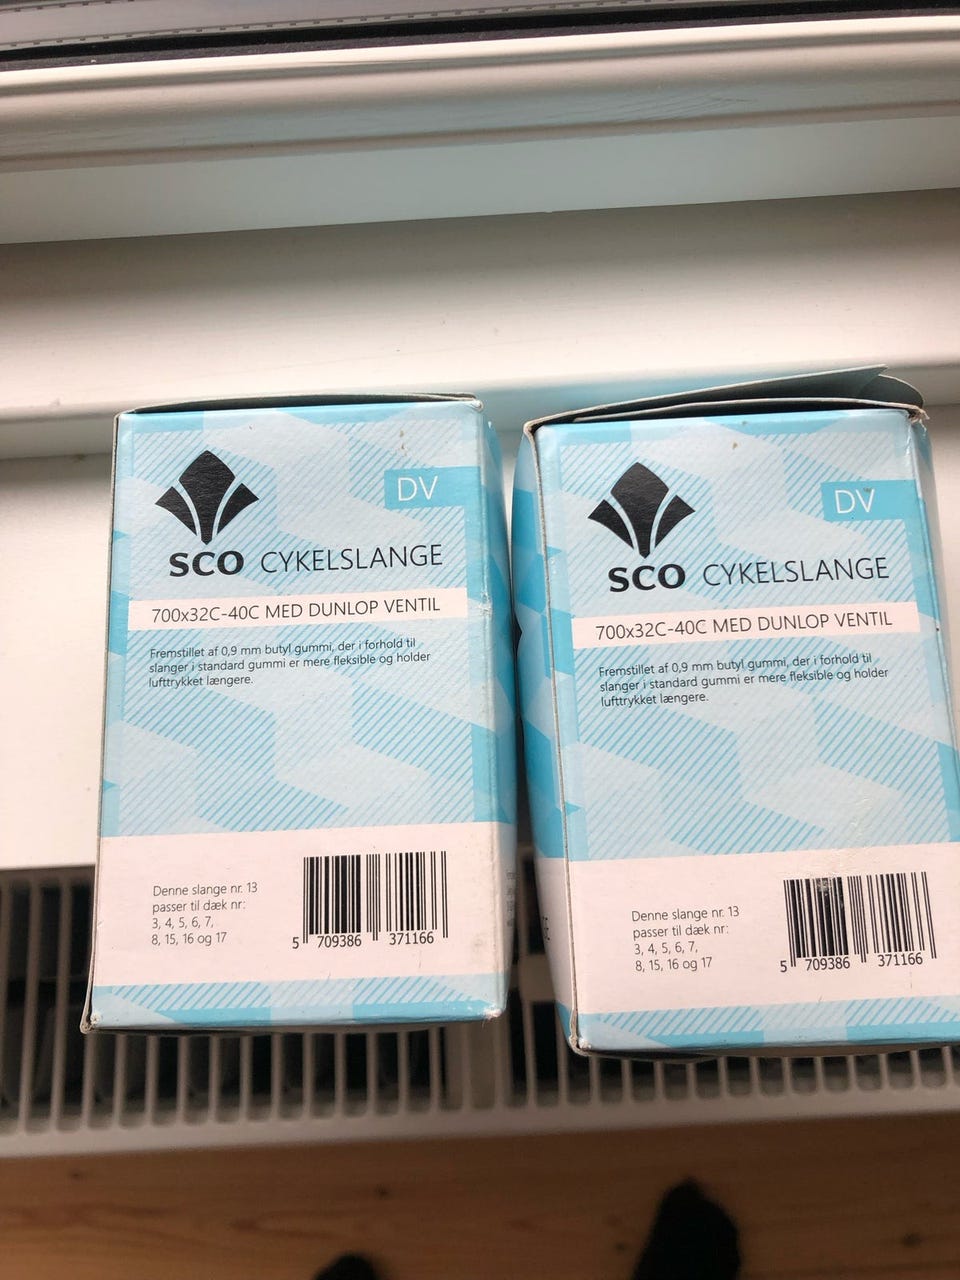 DV
SCO CYKELSLANGE
700x32C-40C MED DUNLOP VENTIL
Fremstillet af 0,9 mm butyl gummi, der i forhold til
slanger i standard gummi er mere fleksible og holder
lufttrykket længere.
Denne slange nr. 13
passer til dæk nr:
3, 4, 5, 6, 7,
8, 15, 16 og 17
5 709386 371166
DV
SCO CYKELSLANGE
700x32C-40C MED DUNLOP VENTIL
Fremstillet af 0,9 mm butyl gummi, der i forhold til
slanger i standard gummi er mere fleksible og holder
lufttrykket længere.
Denne slange nr. 13
passer til dæk nr:
3, 4, 5, 6, 7,
8, 15, 16 og 17
5 709386 371166